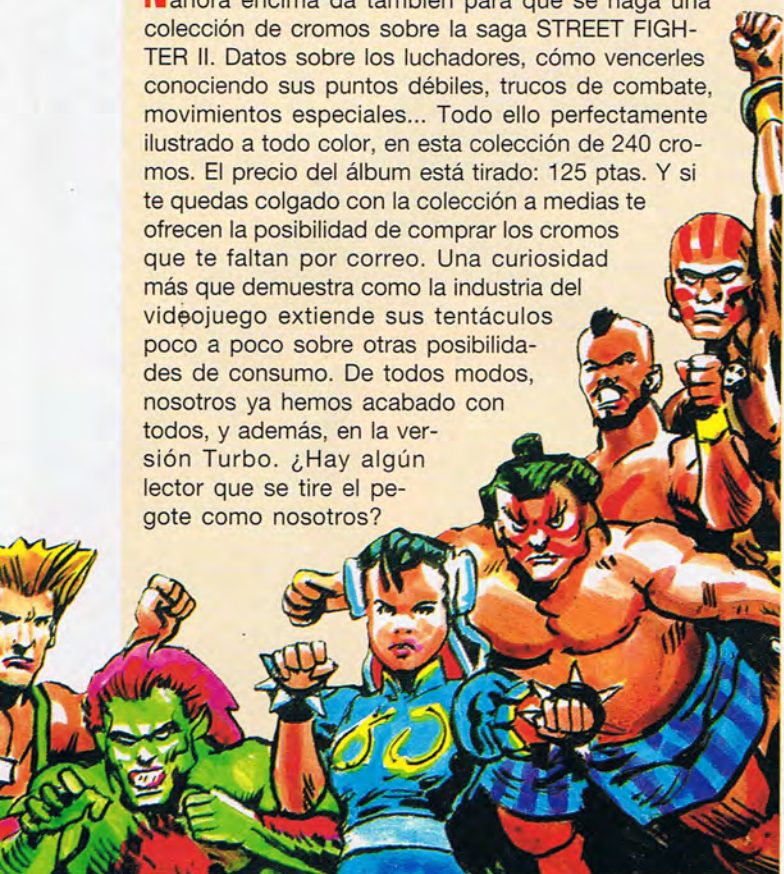 ahora encima da también para que se haga una
colección de cromos sobre la saga STREET FIGH-
TER II. Datos sobre los luchadores, cómo vencerles
conociendo sus puntos débiles, trucos de combate,
movimientos especiales... Todo ello perfectamente
ilustrado a todo color, en esta colección de 240 cro-
mos. El precio del álbum está tirado: 125 ptas. Y si
te quedas colgado con la colección a medias te
ofrecen la posibilidad de comprar los cromos
que te faltan por correo. Una curiosidad
más que demuestra como la industria del
videojuego extiende sus tentáculos
poco a poco sobre otras posibilida-
des de consumo. De todos modos,
nosotros ya hemos acabado con
todos, y además, en la ver-
sión Turbo. ¿Hay algún
lector que se tire el pe-
gote como nosotros?